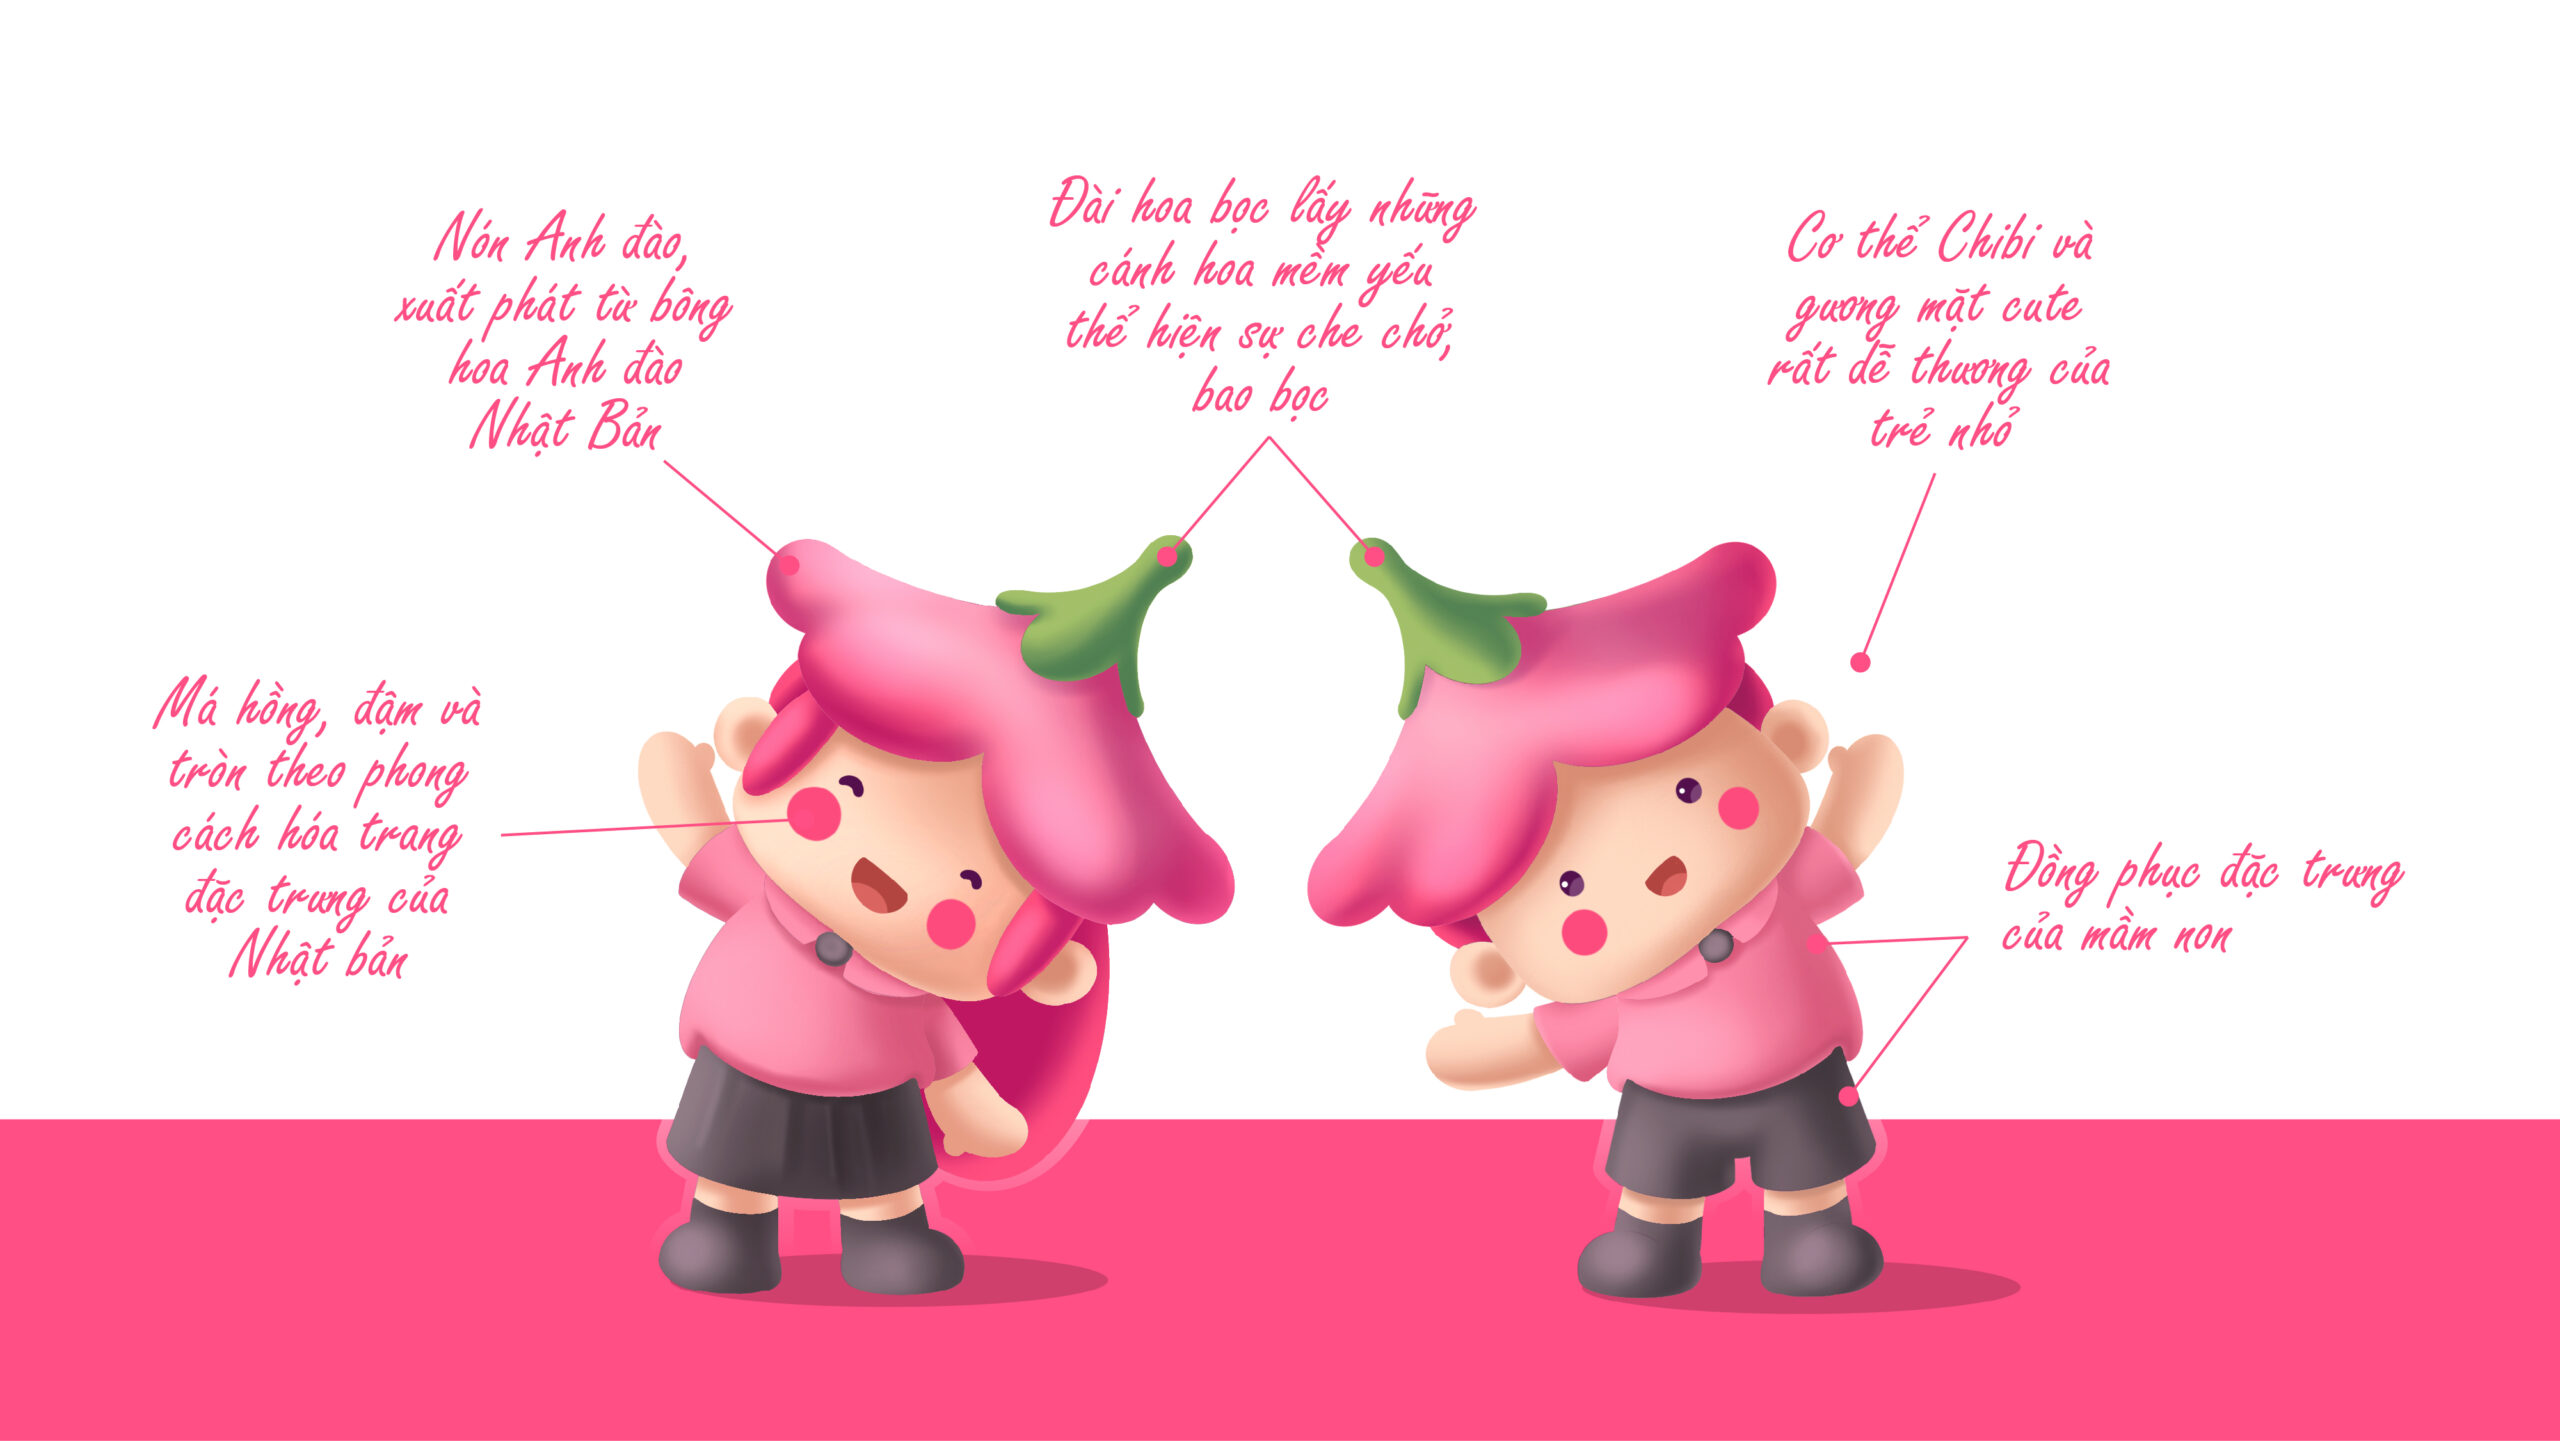 Nón Anh đào,
xuất phát từ bông
hoa Anh đào
Nhật Bản
Đài hoa bọc lấy những
cánh hoa mềm yếu
thể hiện sự che chở,
bao bọc
Cơ thể Chibi và
gương mặt cute
rất dễ thương của
trẻ nhỏ
Má hồng, đậm và
tròn theo phong
cách hóa trang
đặc trưng của
Nhật bản
Đồng phục đặc trưng
của mầm non